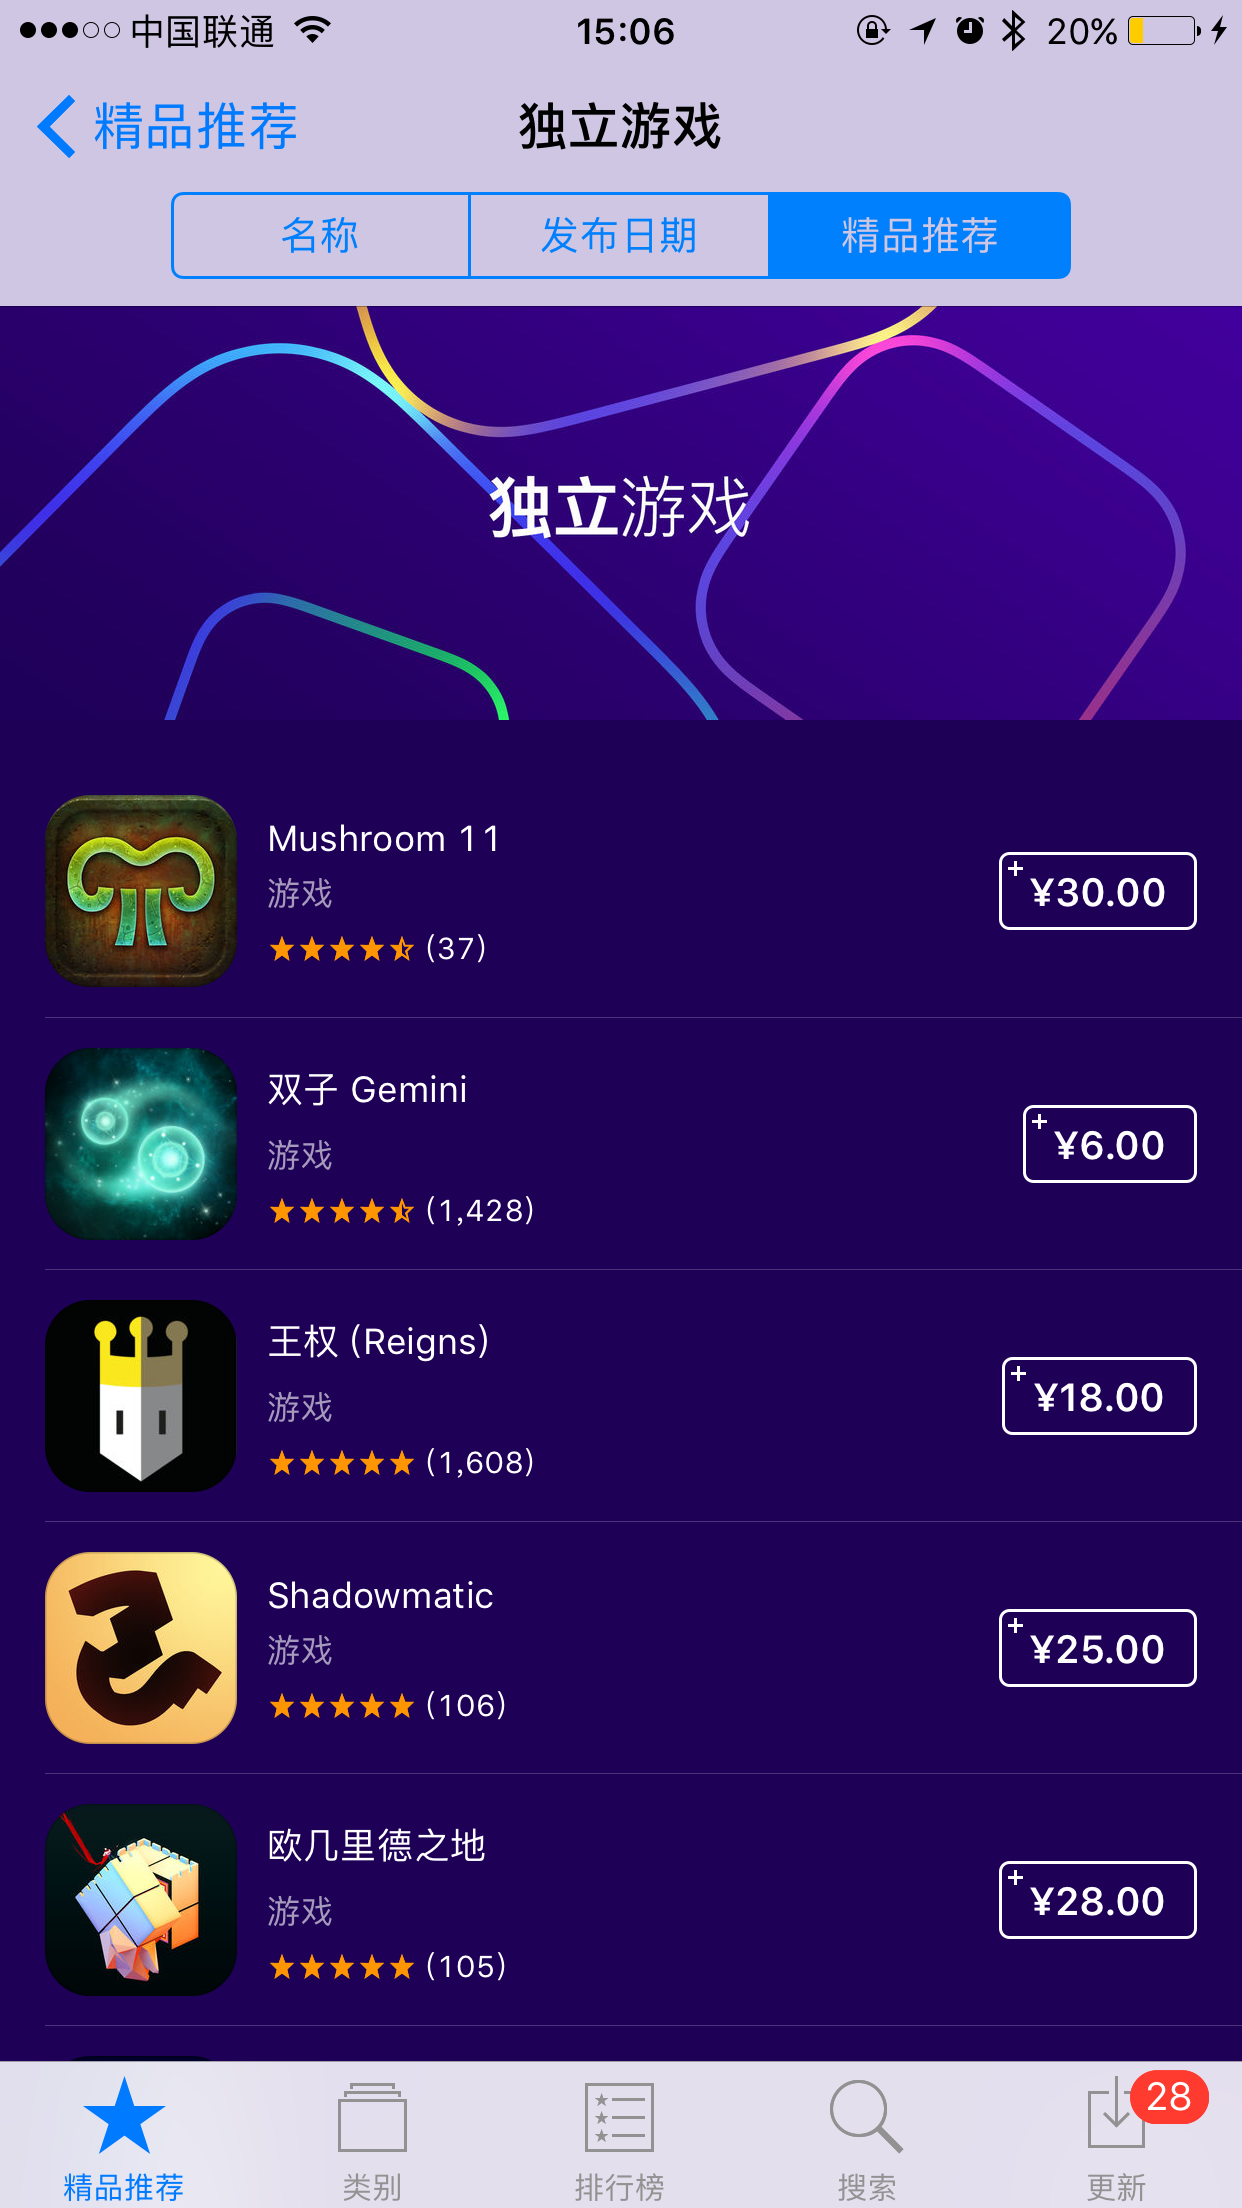 中国联通 15:06 20%
精品推荐 独立游戏
名称 发布日期 精品推荐
独立游戏
Mushroom 11
游戏
(37)
+ ¥30.00
双子 Gemini
游戏
(1,428)
+ ¥6.00
王权 (Reigns)
游戏
(1,608)
+ ¥18.00
Shadowmatic
游戏
(106)
+ ¥25.00
欧几里德之地
游戏
(105)
+ ¥28.00
28
精品推荐 类别 排行榜 搜索 更新